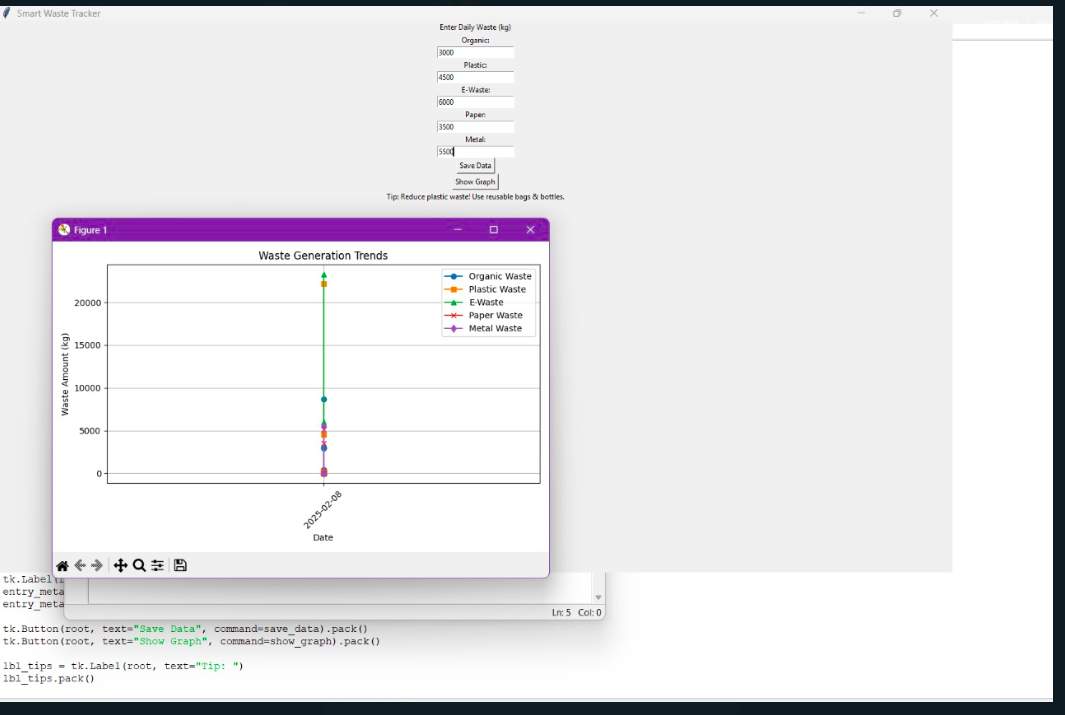 Smart Waste Tracker
Enter Daily Waste (kg)
Organic:
3000
Plastic:
4500
E-Waste:
6000
Paper:
3500
Metal:
5500
Save Data
Show Graph
Tip: Reduce plastic waste! Use reusable bags & bottles.
Figure 1
Waste Generation Trends
Organic Waste
Plastic Waste
E-Waste
Paper Waste
Metal Waste
Waste Amount (kg)
20000
15000
10000
5000
0
2025-02-08
Date
tk.Label(
entry_meta
entry_meta
Ln: 5 Col: 0
tk.Button(root, text="Save Data", command=save_data).pack()
tk.Button(root, text="Show Graph", command=show_graph).pack()
lbl_tips = tk.Label(root, text="Tip: ")
lbl_tips.pack()